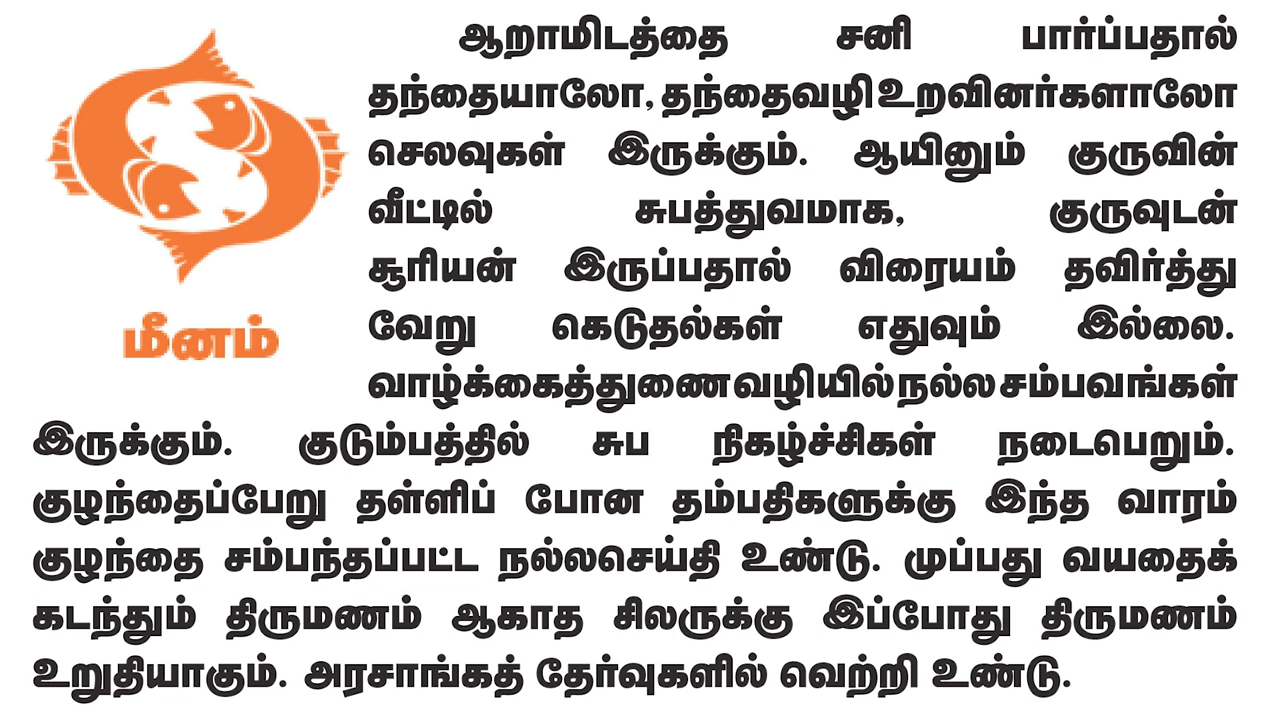 ஆறாமிடத்தை சனி பார்ப்பதால்
தந்தையாலோ, தந்தைவழி உறவினர்களாலோ
செலவுகள் இருக்கும். ஆயினும் குருவின்
வீட்டில் சுபத்துவமாக, குருவுடன்
சூரியன் இருப்பதால் விரையம் தவிர்த்து
வேறு கெடுதல்கள் எதுவும் இல்லை.
வாழ்க்கைத்துணை வழியில் நல்ல சம்பவங்கள்
இருக்கும். குடும்பத்தில் சுப நிகழ்ச்சிகள் நடைபெறும்.
குழந்தைப்பேறு தள்ளிப் போன தம்பதிகளுக்கு இந்த வாரம்
குழந்தை சம்பந்தப்பட்ட நல்லசெய்தி உண்டு. முப்பது வயதைக்
கடந்தும் திருமணம் ஆகாத சிலருக்கு இப்போது திருமணம்
உறுதியாகும். அரசாங்கத் தேர்வுகளில் வெற்றி உண்டு.
மீனம்